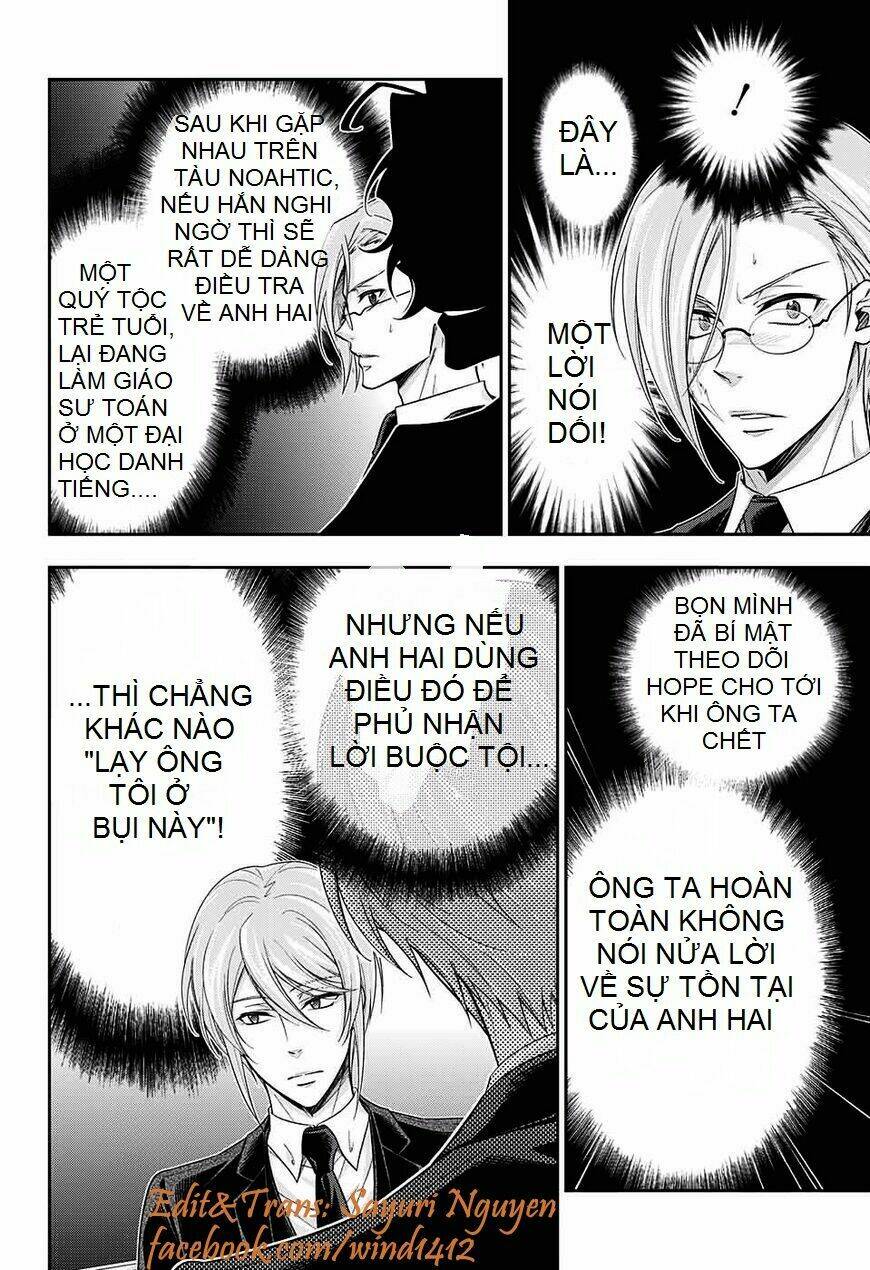 !
ĐÂY
LÀ...
MỘT
LỜI
NÓI
DỐI!
SAU KHI GẶP
NHAU TRÊN
TÀU NOAHTIC,
NẾU HẮN NGHI
NGỜ THÌ SẼ
RẤT DỄ DÀNG
ĐIỀU TRA
VỀ ANH HAI
MỘT
QUÝ TỘC
TRẺ TUỔI,
LẠI ĐANG
LÀM GIÁO
SƯ TOÁN
Ở MỘT ĐẠI
HỌC DANH
TIẾNG....
BỌN MÌNH
ĐÃ BÍ MẬT
THEO DÕI
HOPE CHO TỚI
KHI ÔNG TA
CHẾT
ÔNG TA HOÀN
TOÀN KHÔNG
NÓI NỬA LỜI
VỀ SỰ TỒN TẠI
CỦA ANH HAI
NHƯNG NẾU
ANH HAI DÙNG
ĐIỀU ĐÓ ĐỂ
PHỦ NHẬN
LỜI BUỘC TỘI...
...THÌ CHẲNG
KHÁC NÀO
"LẠY ÔNG
TÔI Ở
BỤI NÀY"!
Edit&Trans: Sayuri Nguyen
facebook.com/wind1412